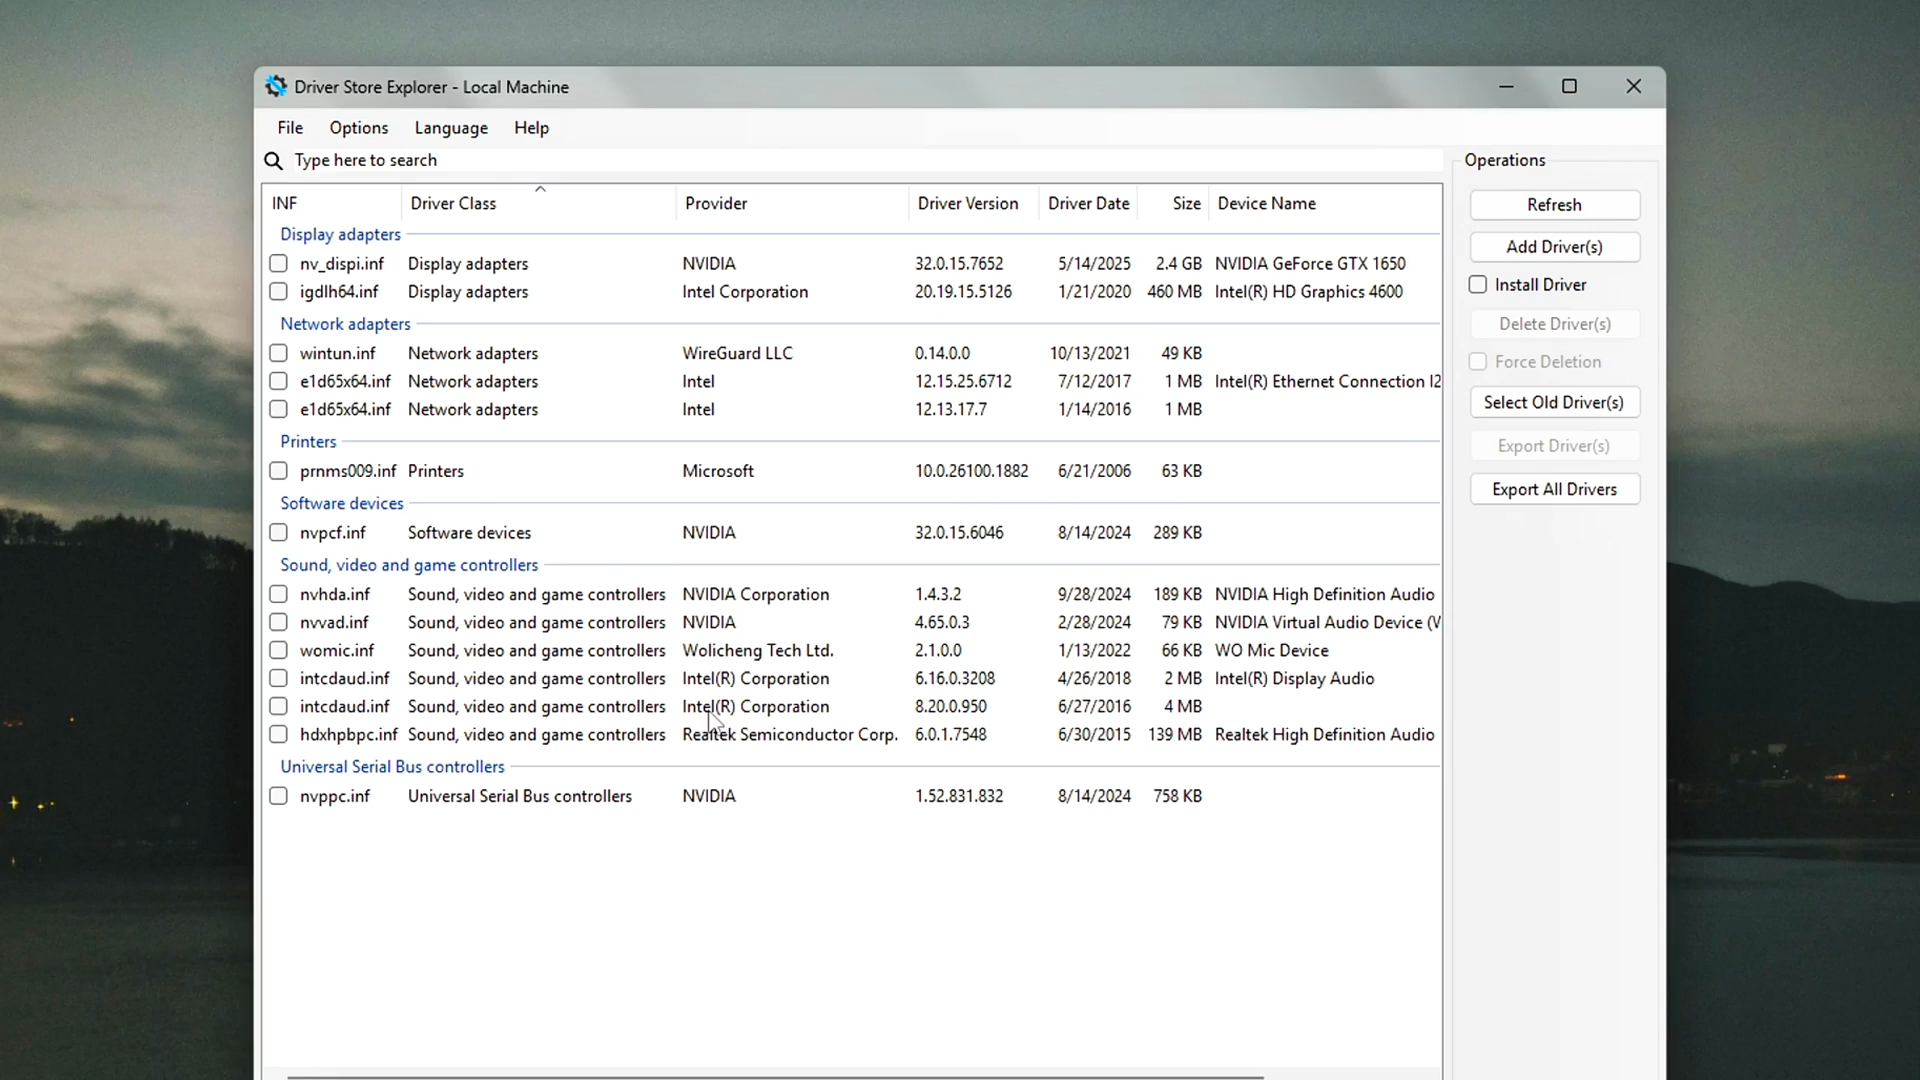 Driver Store Explorer - Local Machine
File Options Language Help
Type here to search
INF Driver Class Provider Driver Version Driver Date Size Device Name
Display adapters
nv_dispi.inf Display adapters NVIDIA 32.0.15.7652 5/14/2025 2.4 GB NVIDIA GeForce GTX 1650
igdlh64.inf Display adapters Intel Corporation 20.19.15.5126 1/21/2020 460 MB Intel(R) HD Graphics 4600
Network adapters
wintun.inf Network adapters WireGuard LLC 0.14.0.0 10/13/2021 49 KB
e1d65x64.inf Network adapters Intel 12.15.25.6712 7/12/2017 1 MB Intel(R) Ethernet Connection I2
e1d65x64.inf Network adapters Intel 12.13.17.7 1/14/2016 1 MB
Printers
prnms009.inf Printers Microsoft 10.0.26100.1882 6/21/2006 63 KB
Software devices
nvpcf.inf Software devices NVIDIA 32.0.15.6046 8/14/2024 289 KB
Sound, video and game controllers
nvhda.inf Sound, video and game controllers NVIDIA Corporation 1.4.3.2 9/28/2024 189 KB NVIDIA High Definition Audio
nvvad.inf Sound, video and game controllers NVIDIA 4.65.0.3 2/28/2024 79 KB NVIDIA Virtual Audio Device (W
womic.inf Sound, video and game controllers Wolicheng Tech Ltd. 2.1.0.0 1/13/2022 66 KB WO Mic Device
intcdaud.inf Sound, video and game controllers Intel(R) Corporation 6.16.0.3208 4/26/2018 2 MB Intel(R) Display Audio
intcdaud.inf Sound, video and game controllers Intel(R) Corporation 8.20.0.950 6/27/2016 4 MB
hdxhpbpc.inf Sound, video and game controllers Realtek Semiconductor Corp. 6.0.1.7548 6/30/2015 139 MB Realtek High Definition Audio
Universal Serial Bus controllers
nvppc.inf Universal Serial Bus controllers NVIDIA 1.52.831.832 8/14/2024 758 KB
Operations
Refresh
Add Driver(s)
Install Driver
Delete Driver(s)
Force Deletion
Select Old Driver(s)
Export Driver(s)
Export All Drivers